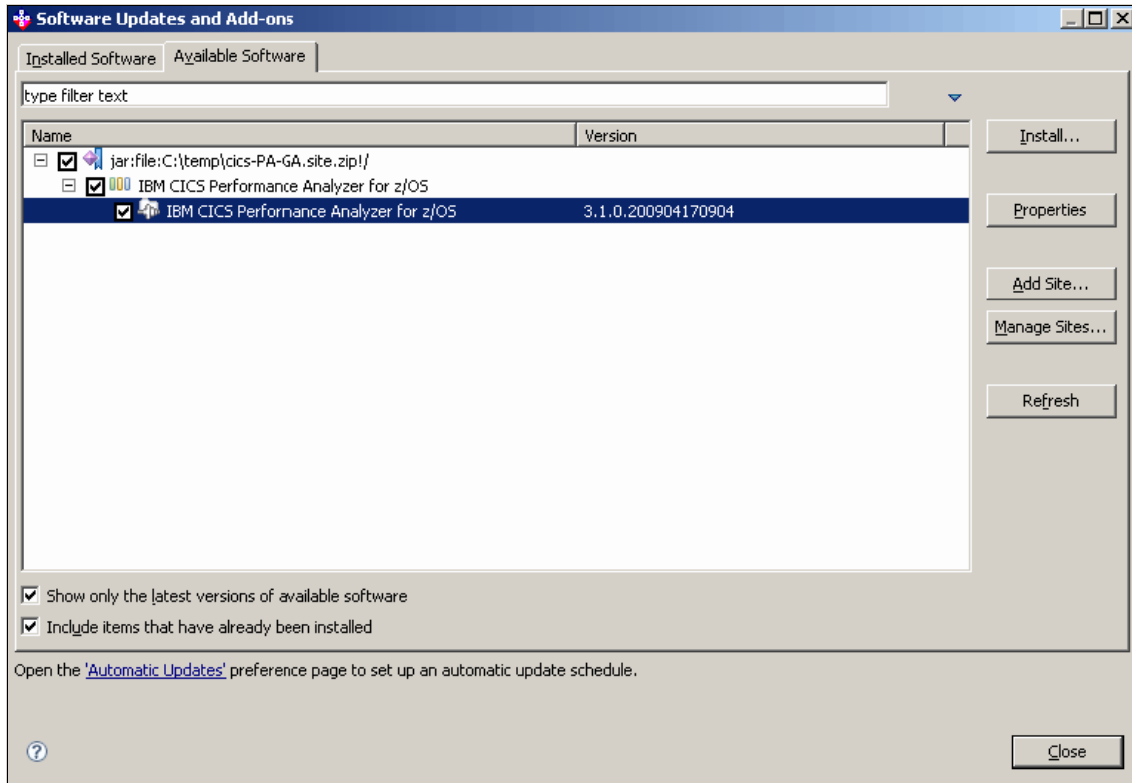 Software Updates and Add-ons
Installed Software
Available Software
type filter text
Name
Version
Install...
jar:file:C:\temp\cics-PA-GA.site.zip!/
IBM CICS Performance Analyzer for z/OS
IBM CICS Perfornance Analyzer for z/OS
3.1.0.200904170904
Properties
Add Site...
Manage Sites...
Refresh
Show only the latest versions of available software
Include items that have already been installed
Open the 'Automatic Updates' preference page to set up an automatic update schedule.
?
Close